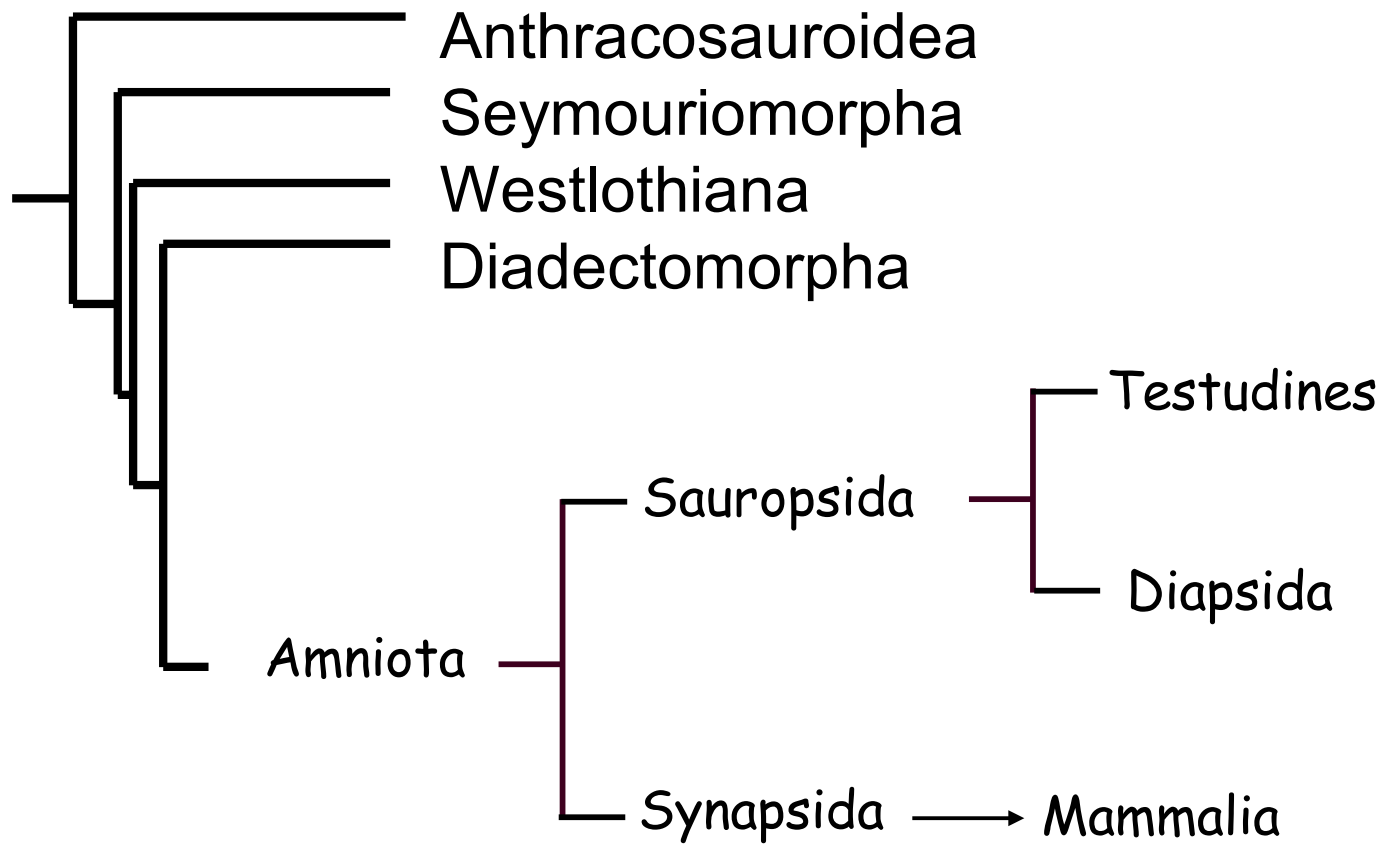 Anthracosauroidea
Seymouriomorpha
Westlothiana
Diadectomorpha
Testudines
Sauropsida
Diapsida
Amniota
Synapsida
Mammalia